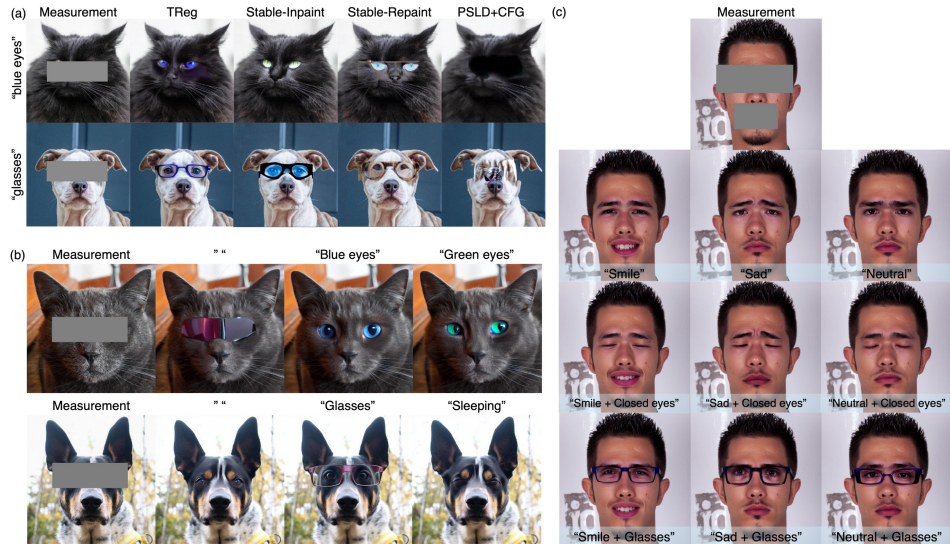 (a)
Measurement TReg Stable-Inpaint Stable-Repaint PSLD+CFG
“blue eyes”
“glasses”
(b)
Measurement ” “ “Blue eyes” “Green eyes”
Measurement ” “ “Glasses” “Sleeping”
(c)
Measurement
“Smile” “Sad” “Neutral”
“Smile + Closed eyes” “Sad + Closed eyes” “Neutral + Closed eyes”
“Smile + Glasses” “Sad + Glasses” “Neutral + Glasses”